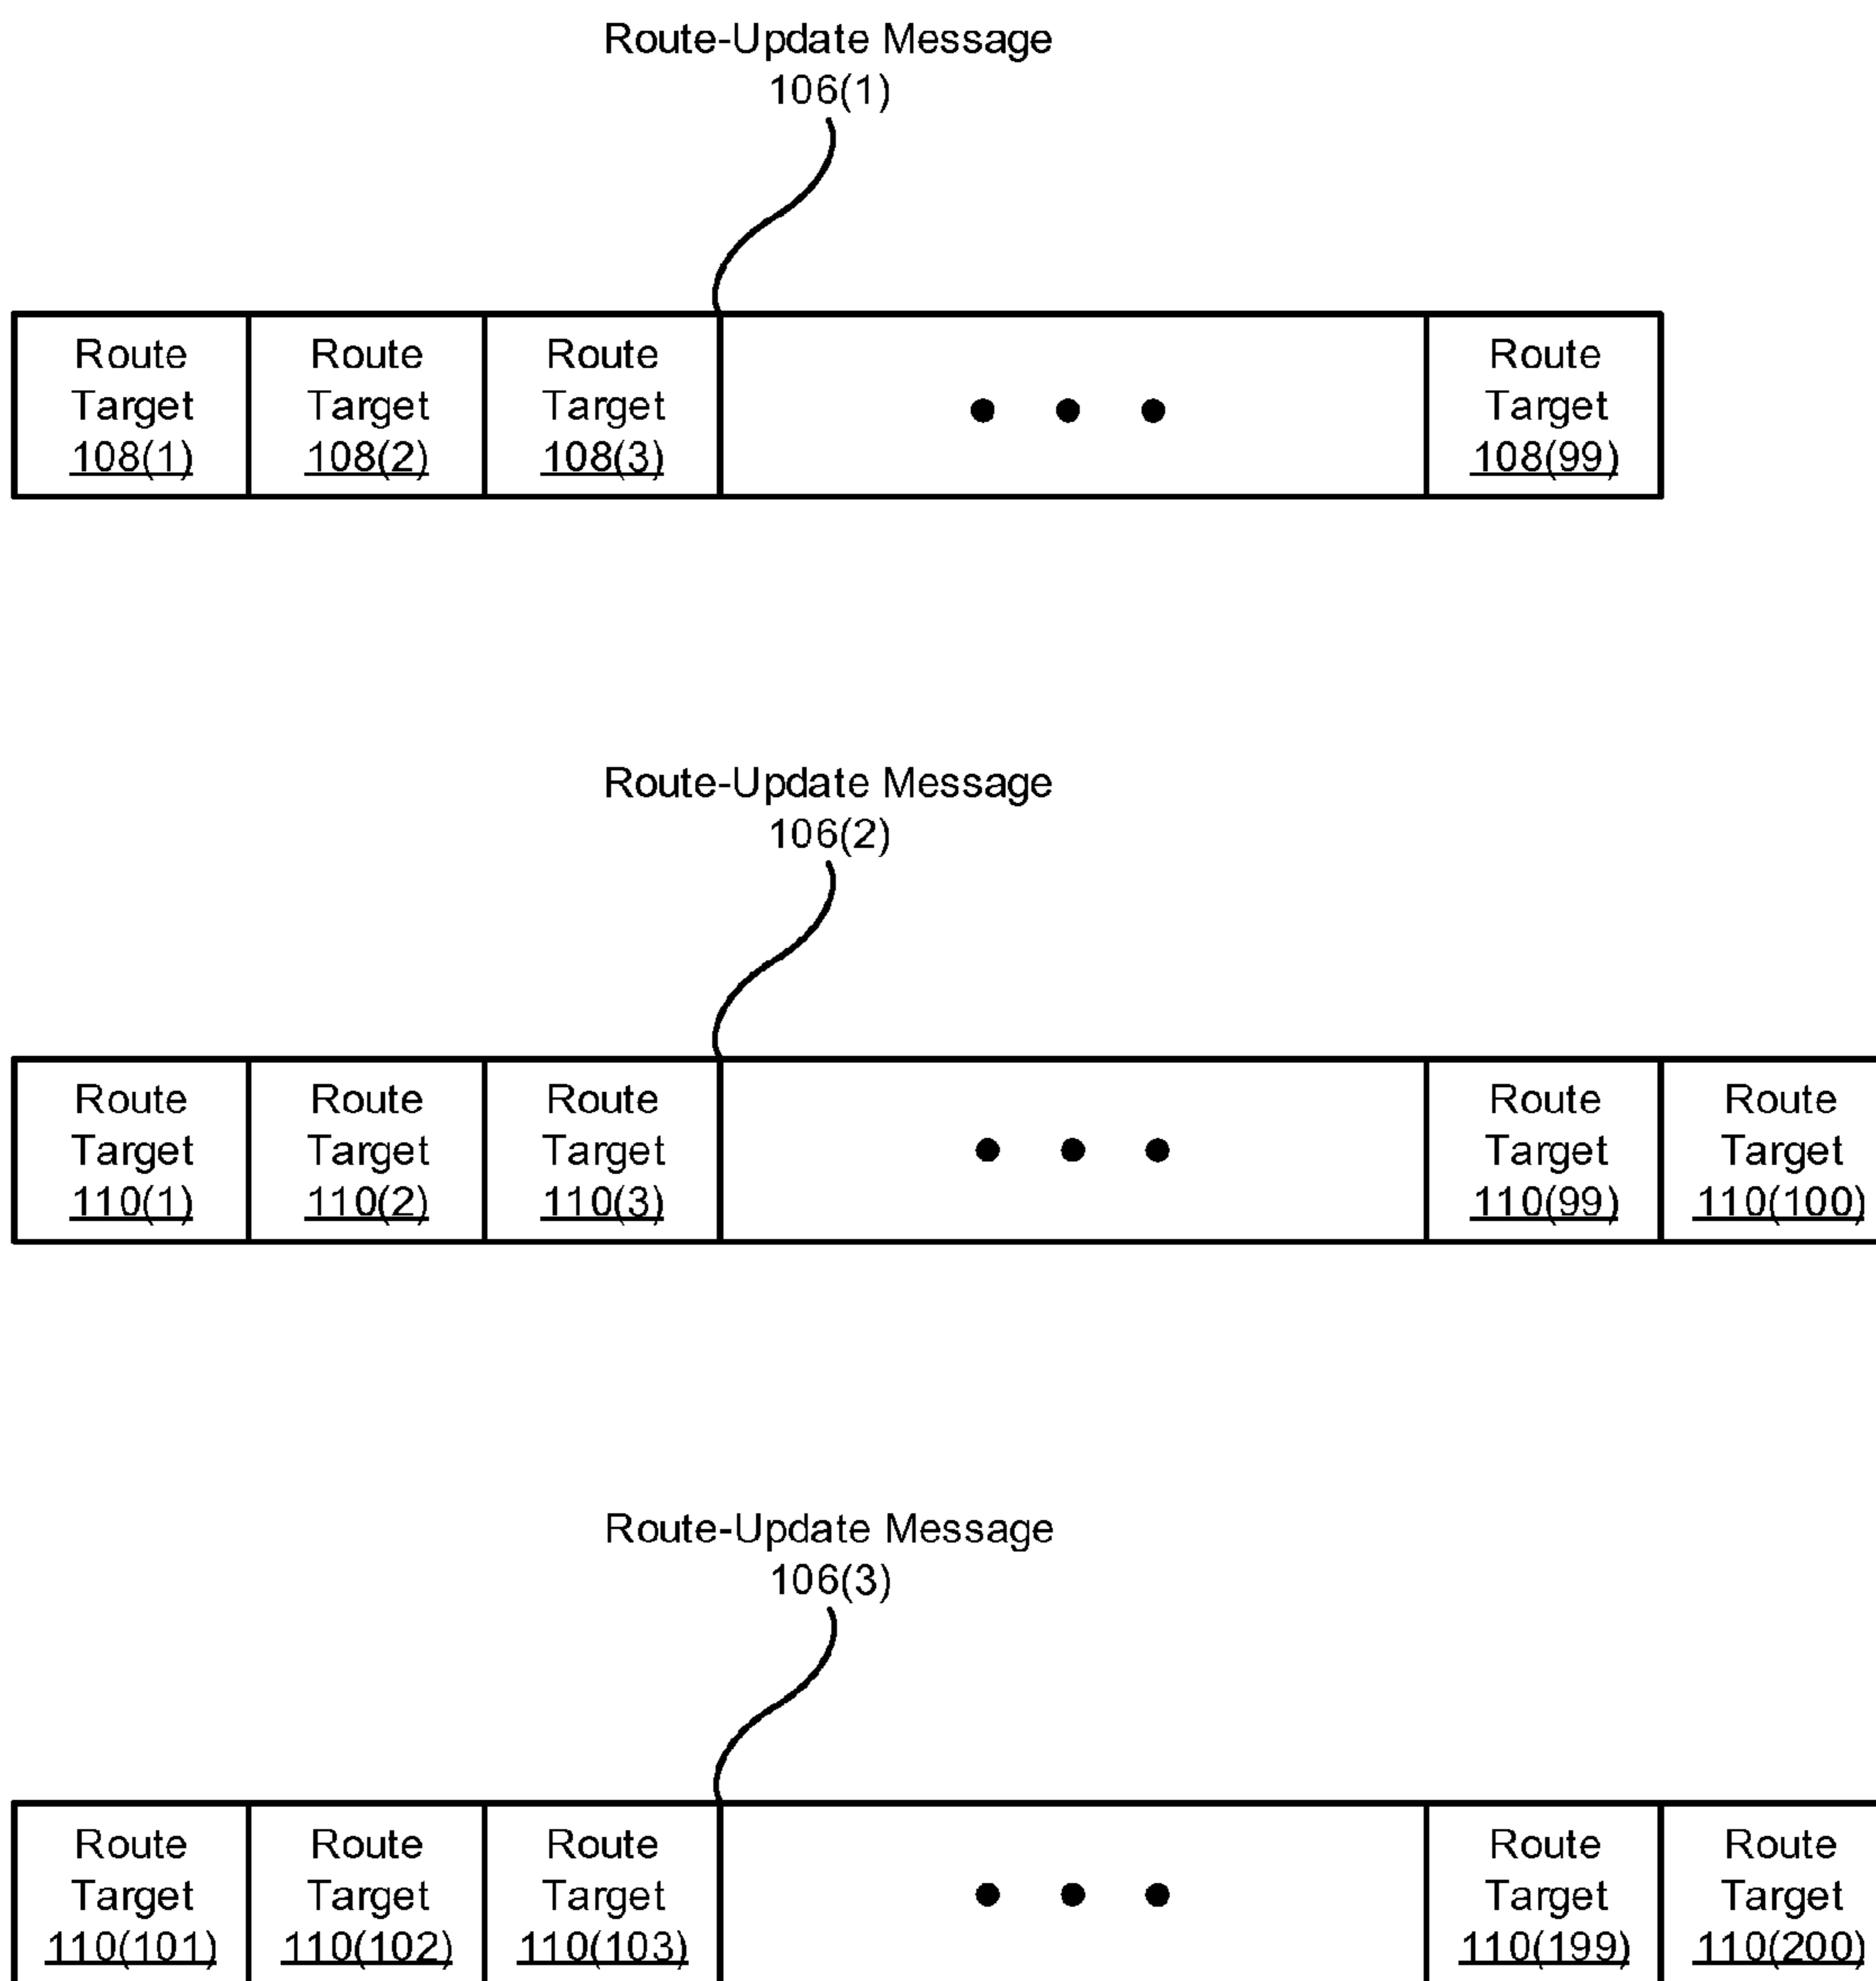 Route-Update Message
106(1)
Route Target 108(1)
Route Target 108(2)
Route Target 108(3)
Route Target 108(99)
Route-Update Message
106(2)
Route Target 110(1)
Route Target 110(2)
Route Target 110(3)
Route Target 110(99)
Route Target 110(100)
Route-Update Message
106(3)
Route Target 110(101)
Route Target 110(102)
Route Target 110(103)
Route Target 110(199)
Route Target 110(200)